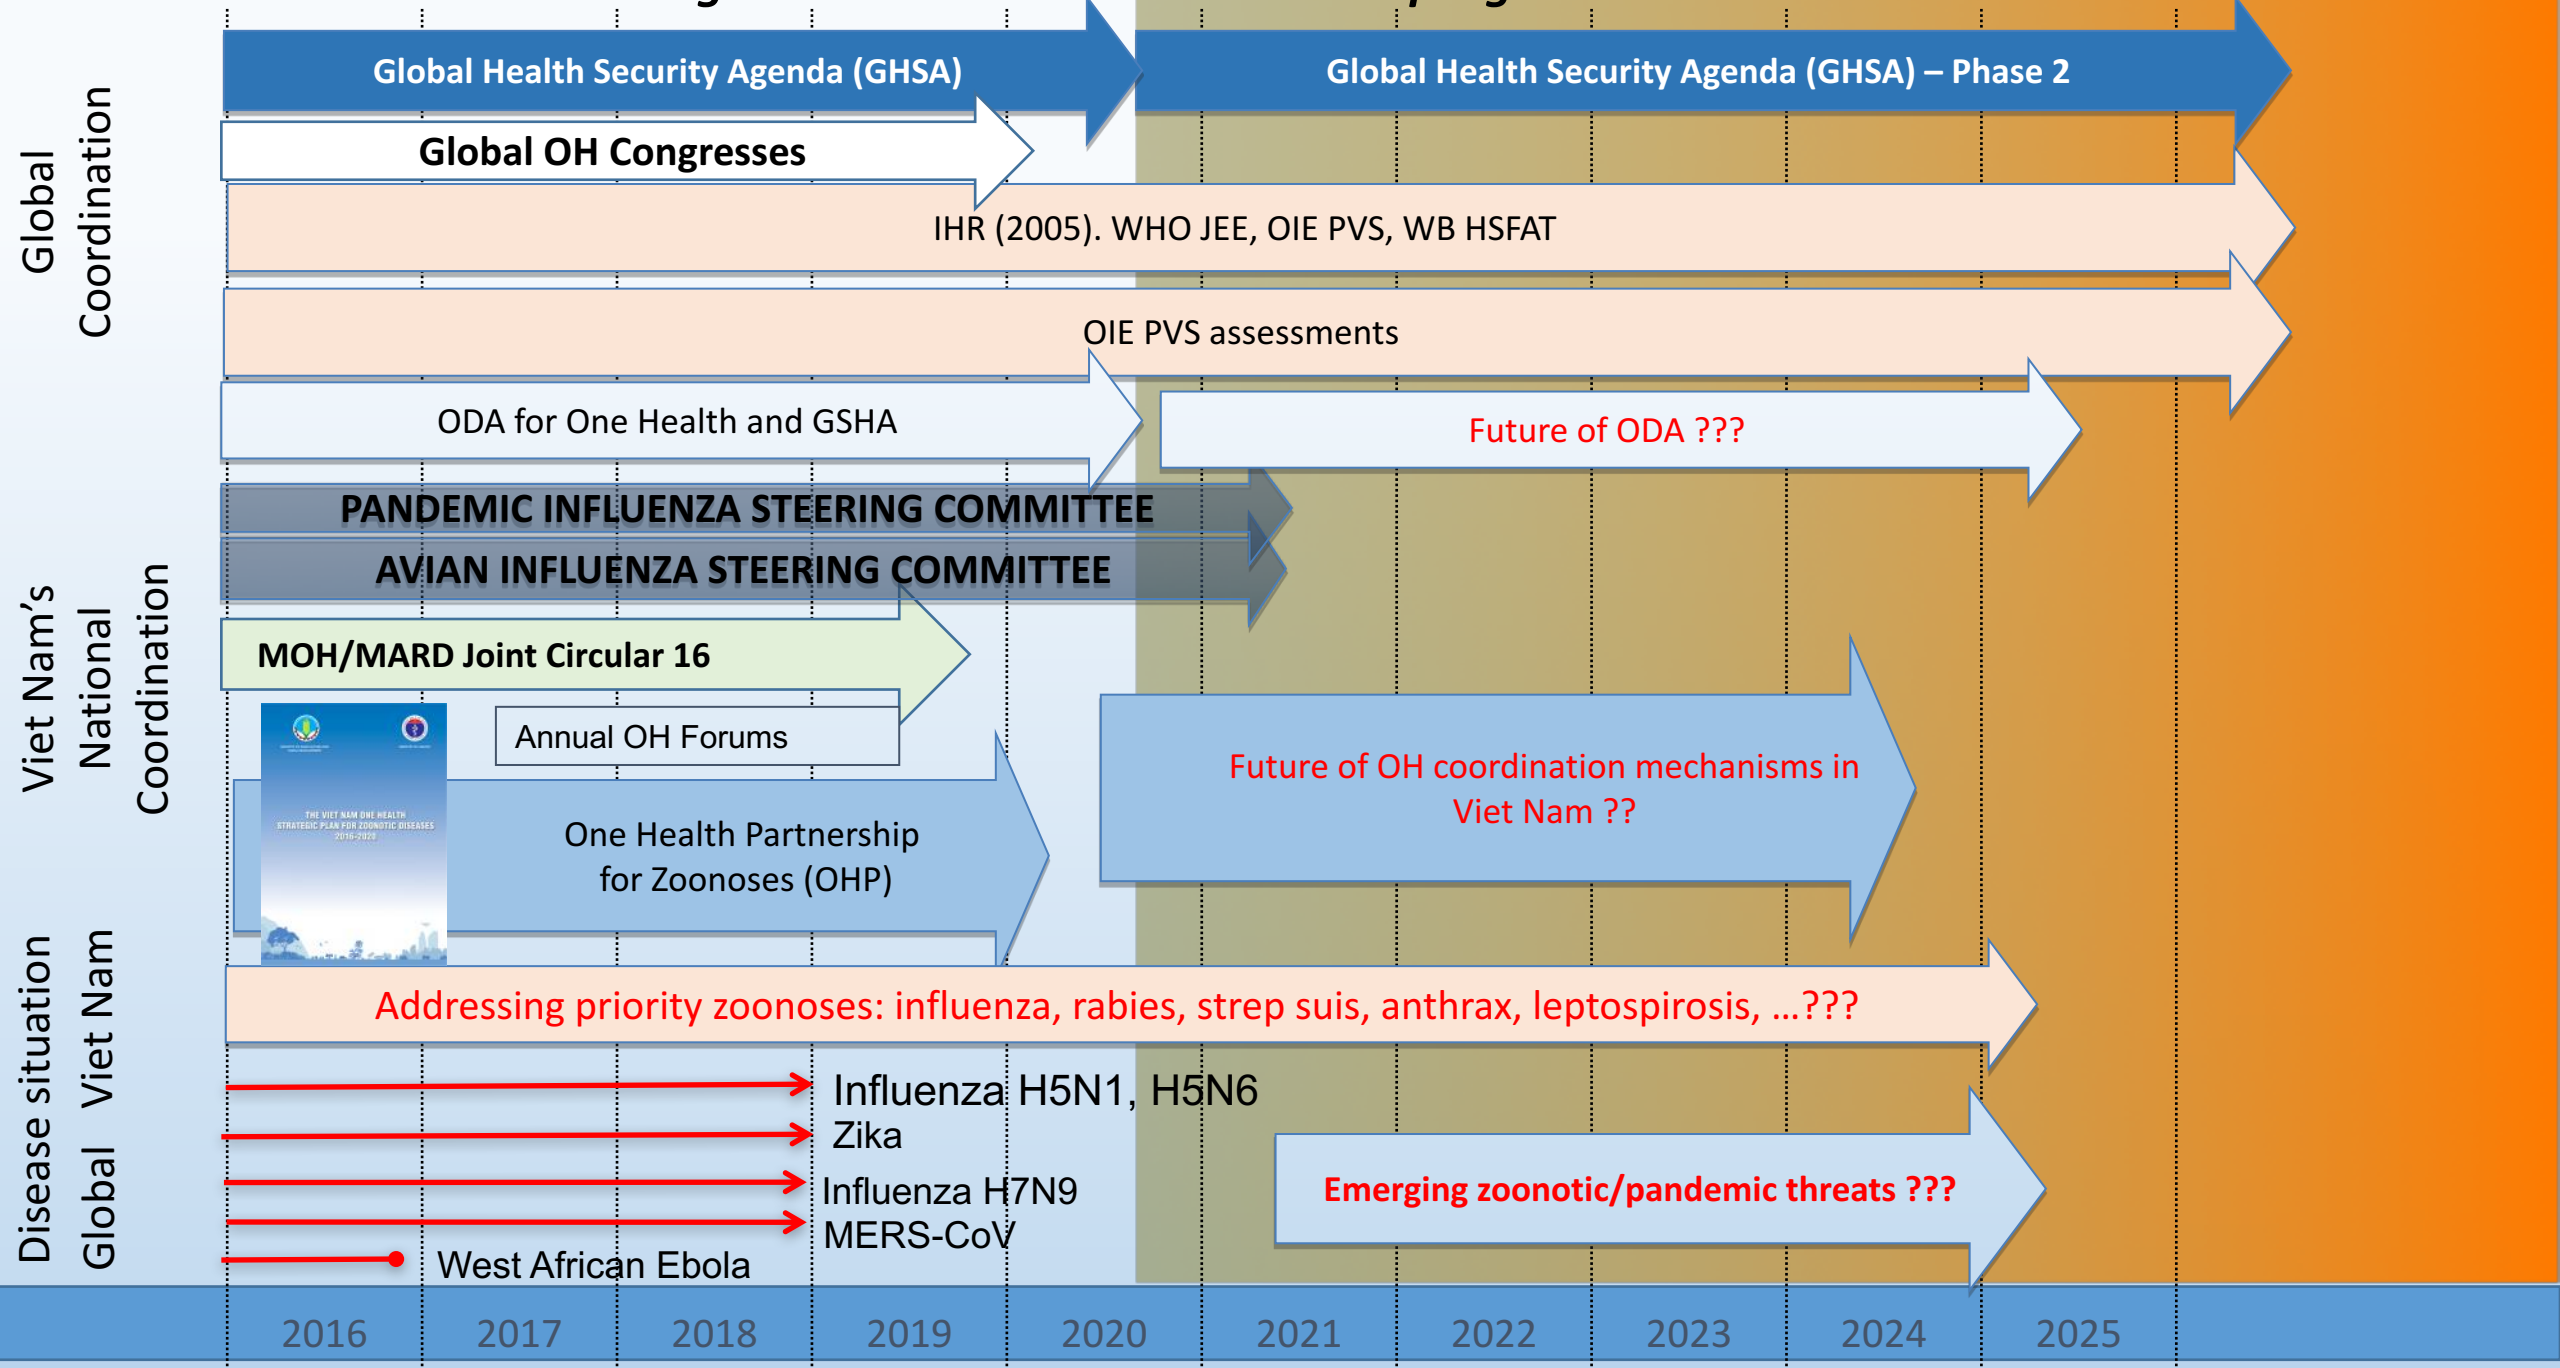 Global Health Security Agenda (GHSA)
Global Health Security Agenda (GHSA) – Phase 2
Global
Coordination
Global OH Congresses
IHR (2005). WHO JEE, OIE PVS, WB HSFAT
OIE PVS assessments
ODA for One Health and GSHA
Future of ODA ???
Viet Nam’s
National
Coordination
PANDEMIC INFLUENZA STEERING COMMITTEE
AVIAN INFLUENZA STEERING COMMITTEE
MOH/MARD Joint Circular 16
Annual OH Forums
THE VIET NAM ONE HEALTH
STRATEGIC PLAN FOR ZOONOTIC DISEASES
2016-2020
One Health Partnership
for Zoonoses (OHP)
Future of OH coordination mechanisms in
Viet Nam ??
Disease situation
Global Viet Nam
Addressing priority zoonoses: influenza, rabies, strep suis, anthrax, leptospirosis, ...???
Influenza H5N1, H5N6
Zika
Influenza H7N9
MERS-CoV
West African Ebola
Emerging zoonotic/pandemic threats ???
2016 2017 2018 2019 2020 2021 2022 2023 2024 2025